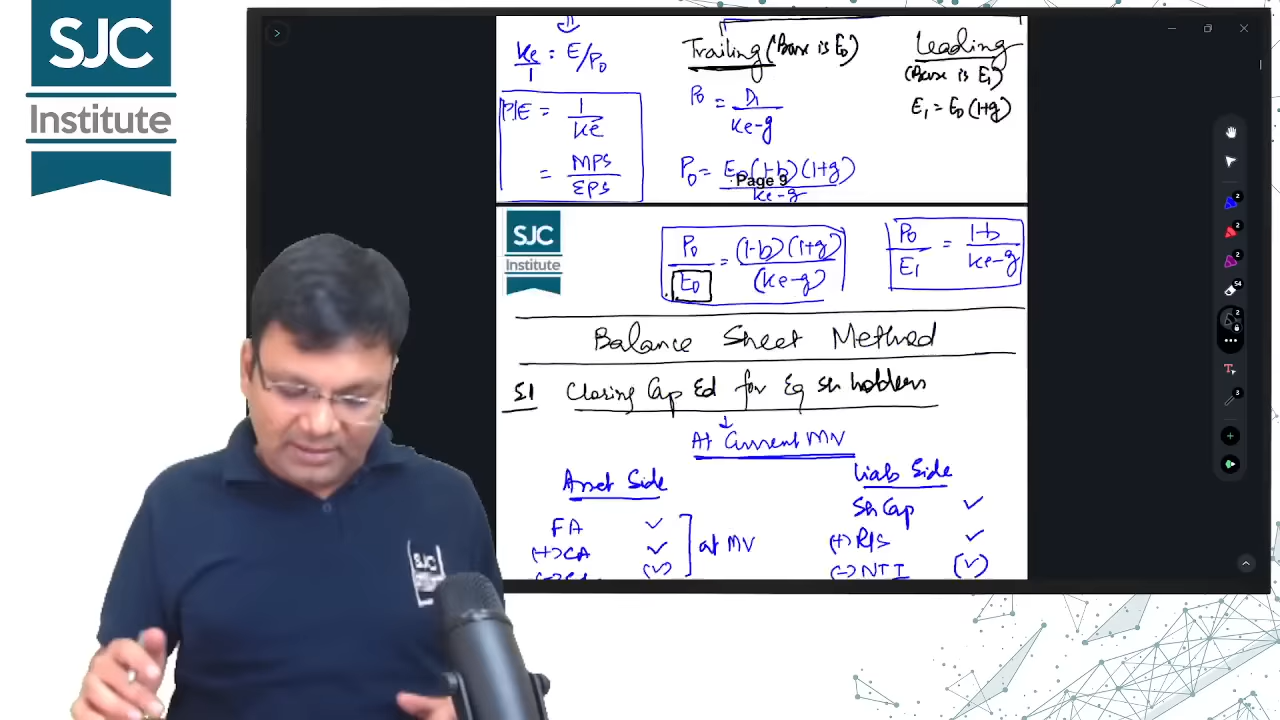 SJC
Institute
Ke/1 = E/P0
P/E = 1/Ke
= MPS/EPS
Trailing (Base is E0)
P0 = D1/Ke-g
P0 = E0(1-b)(1+g)/Ke-g
Leading
(Base is E1)
E1 = E0(1+g)
Page 9
SJC
Institute
P0/E0 = (1-b)(1+g)/(Ke-g)
P0/E1 = 1-b/Ke-g
Balance Sheet Method
S.1 Closing Cap Ed for Eq Sh holders
At Current MV
Asset Side
FA ✓
(+) CA ✓
(✓)
at MV
Liab Side
Sh Cap ✓
(+) R/S ✓
(-) NTI (✓)
SJC